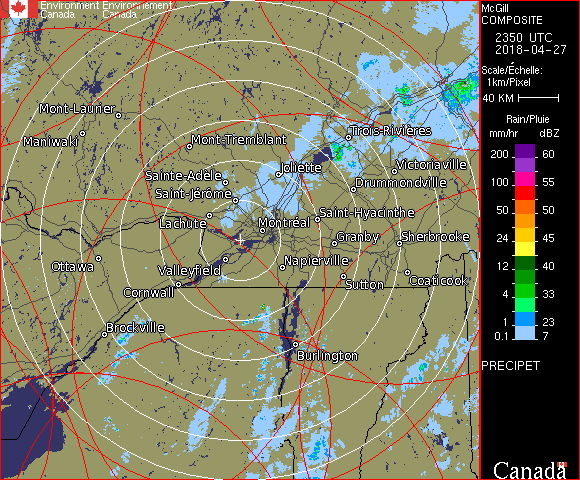 Environment Environnement
Canada Canada
McGill
COMPOSITE
2350 UTC
2018-04-27
Scale/Échelle:
1km/Pixel
40 KM
Rain/Pluie
mm/hr dBZ
200 60
100 55
50 50
24 45
12 40
4 33
1 23
0.1 7
PRECIPET
Canada
Mont-Laurier
Maniwaki
Mont-Tremblant
Trois-Rivières
Sainte-Adèle
Joliette
Victoriaville
Saint-Jérôme
Drummondville
Lachute
Montréal
Saint-Hyacinthe
Granby
Sherbrooke
Ottawa
Valleyfield
Napierville
Cornwall
Sutton
Coaticook
Brockville
Burlington